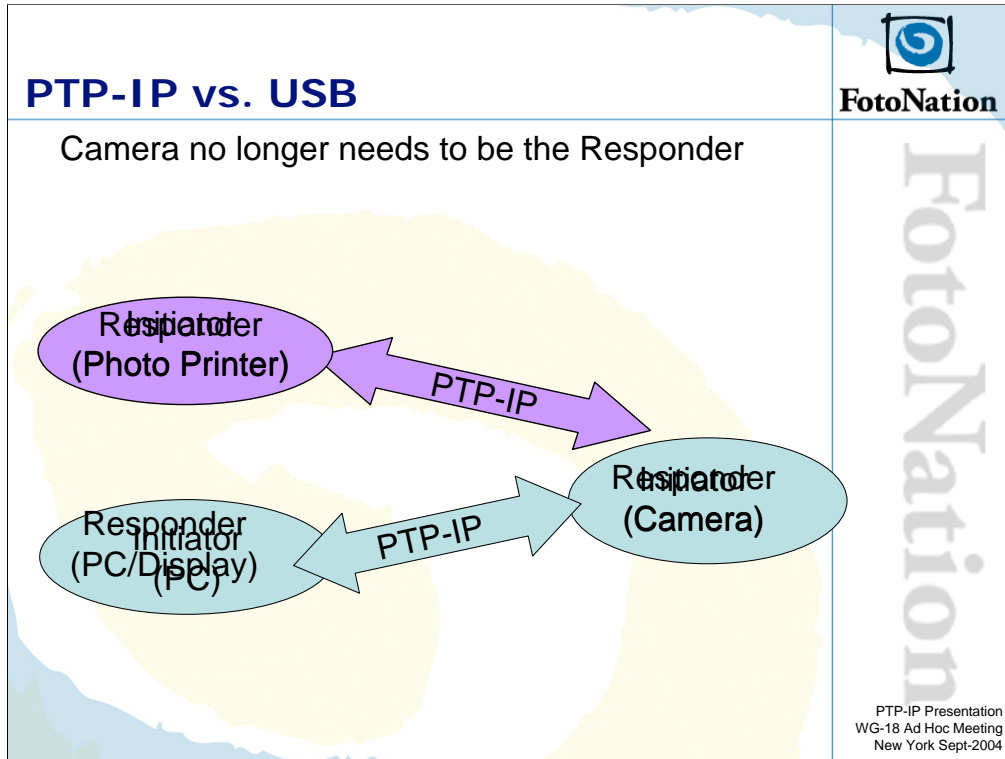 PTP-IP vs. USB
FotoNation
Camera no longer needs to be the Responder
Responder
Initiator
(Photo Printer)
PTP-IP
Responder
Initiator
(Camera)
Responder
Initiator
(PC/Display)
(PC)
PTP-IP
FotoNation
PTP-IP Presentation
WG-18 Ad Hoc Meeting
New York Sept-2004